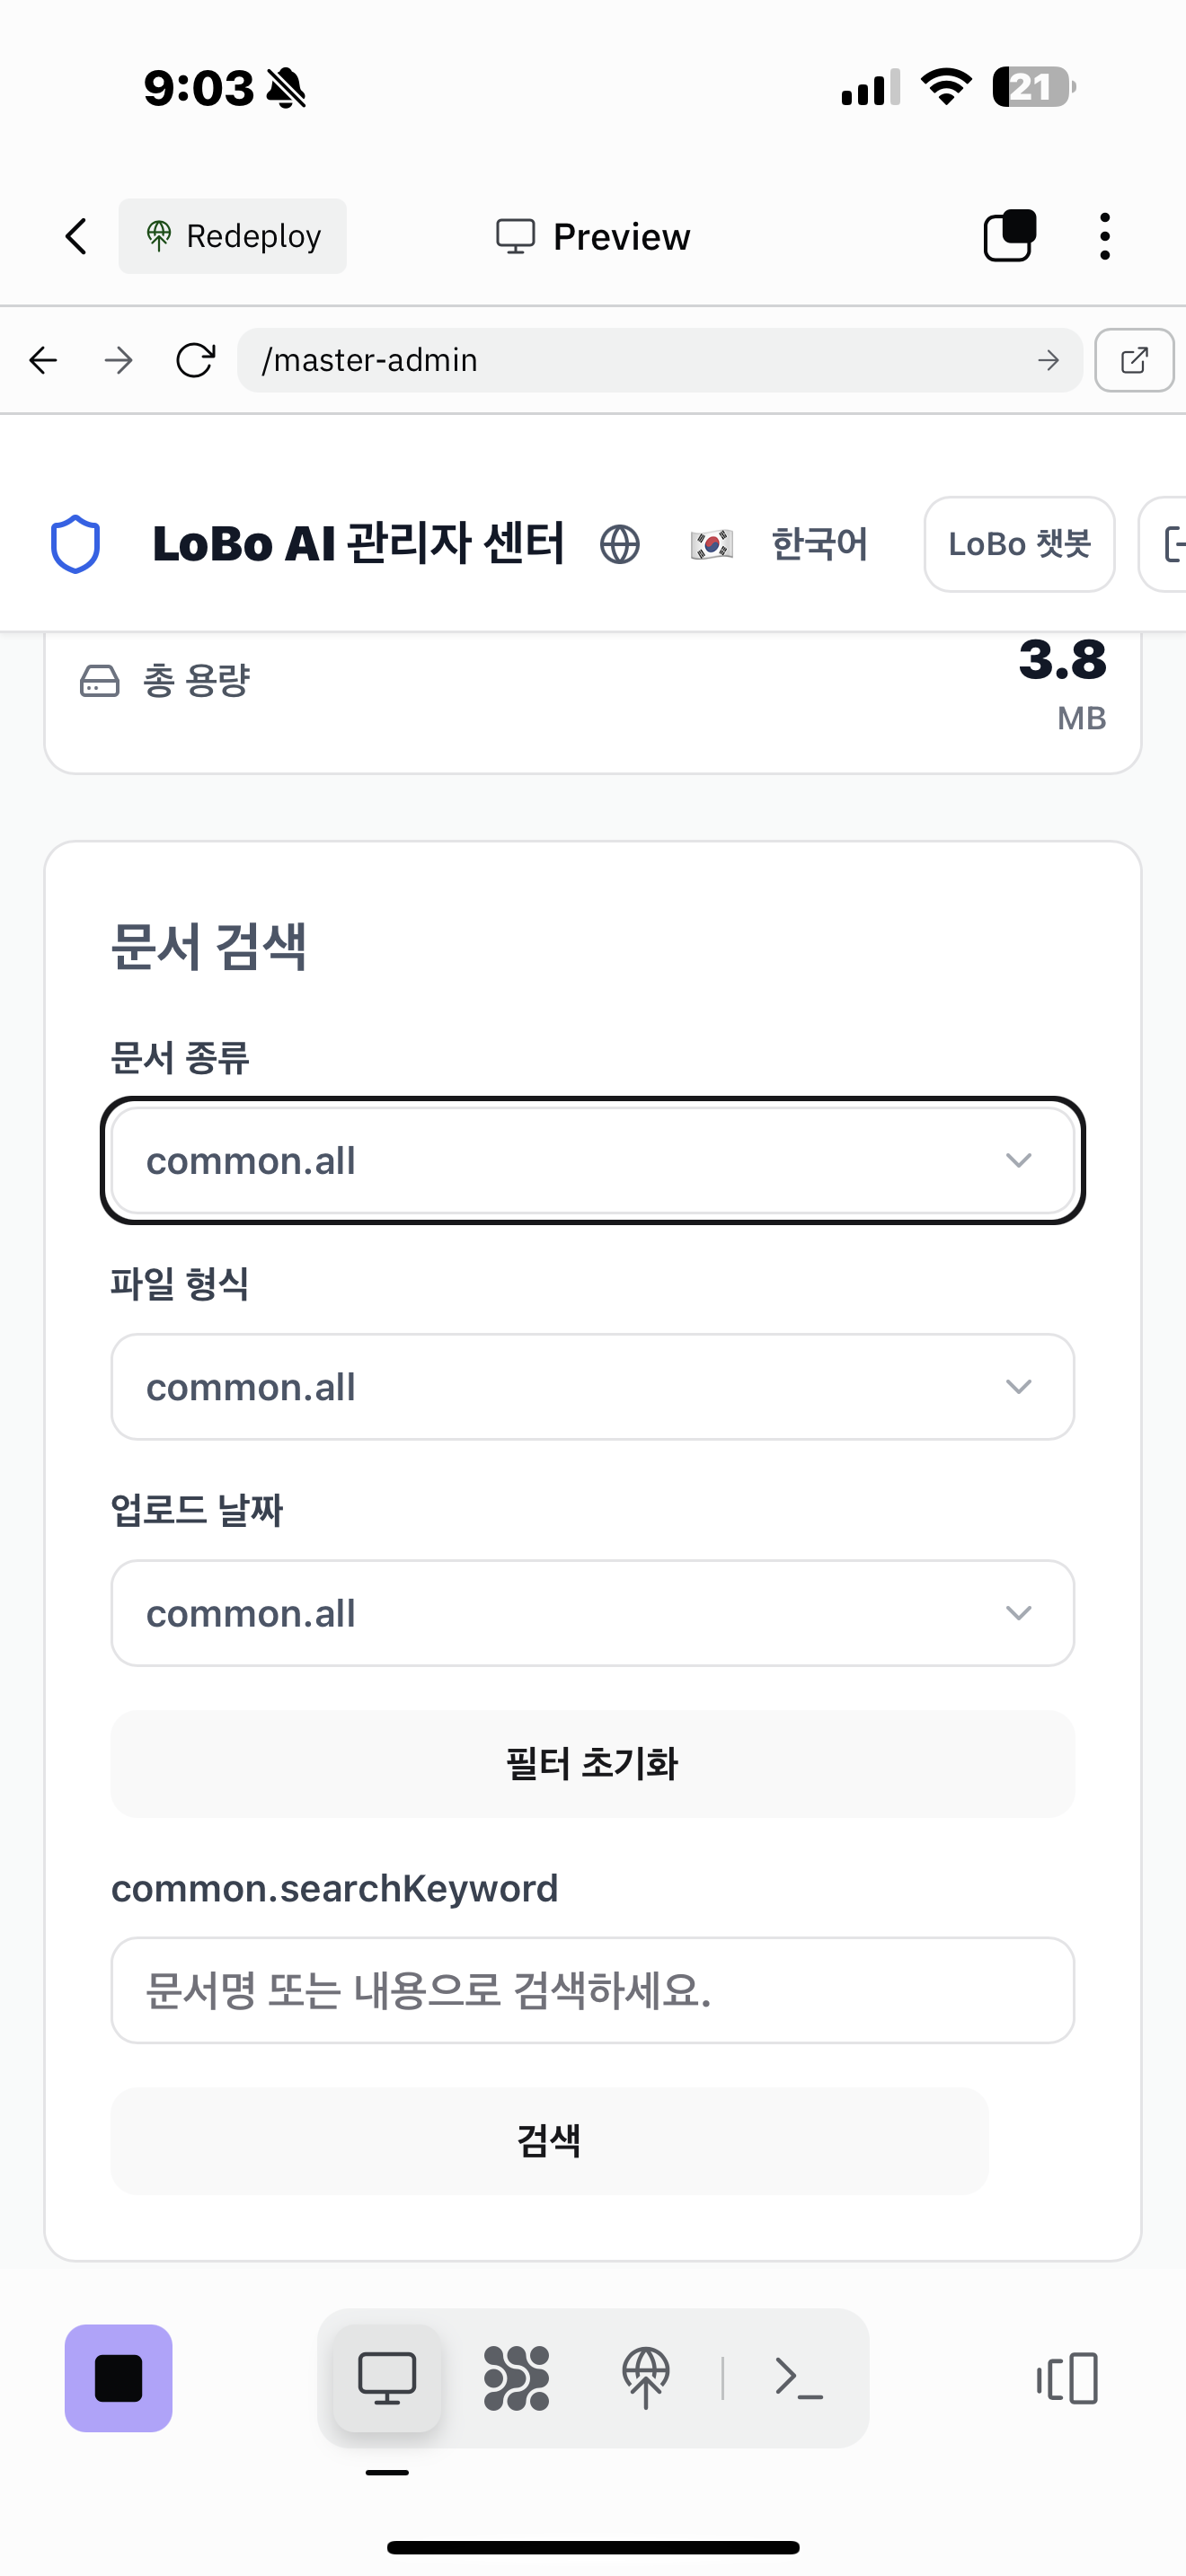 9:03
21
Redeploy
Preview
/master-admin
LoBo AI 관리자 센터
한국어
LoBo 챗봇
총 용량
3.8
MB
문서 검색
문서 종류
common.all
파일 형식
common.all
업로드 날짜
common.all
필터 초기화
common.searchKeyword
문서명 또는 내용으로 검색하세요.
검색